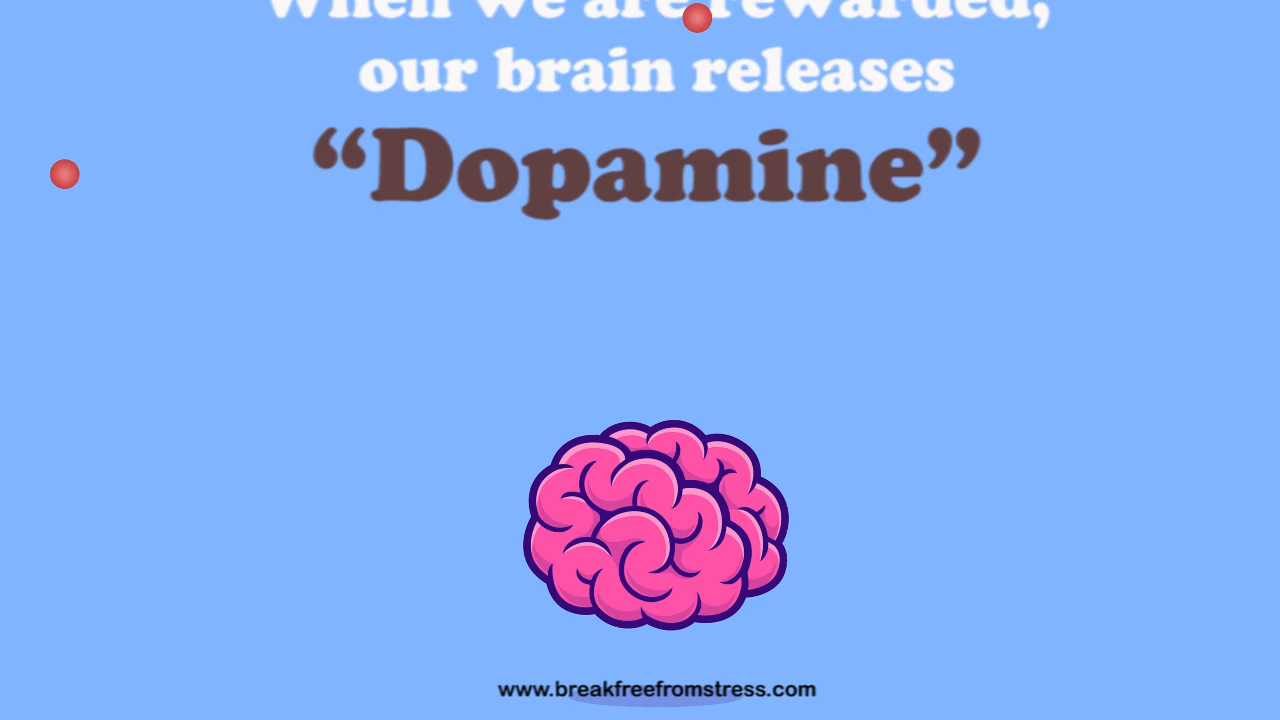 When we are rewarded,
our brain releases
“Dopamine”
www.breakfreefromstress.com